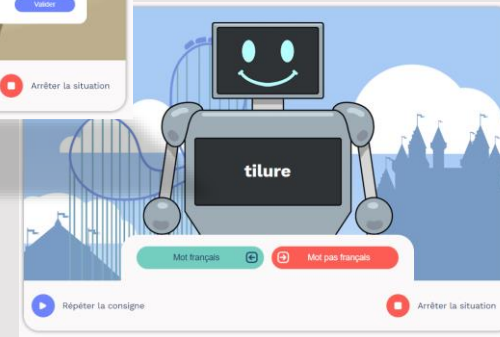 Valider
Arrêter la situation
tilure
Mot français
Mot pas français
Répéter la consigne
Arrêter la situation